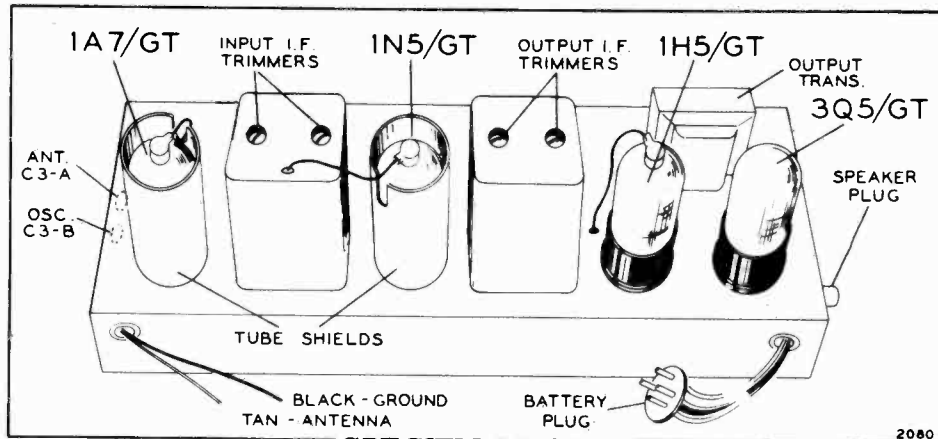 1A7/GT
INPUT I.F.
TRIMMERS
1N5/GT
OUTPUT I.F.
TRIMMERS
1H5/GT
OUTPUT
TRANS.
3Q5/GT
ANT.
C3-A
OSC.
C3-B
SPEAKER
PLUG
TUBE SHIELDS
BLACK - GROUND
TAN - ANTENNA
BATTERY
PLUG
2080